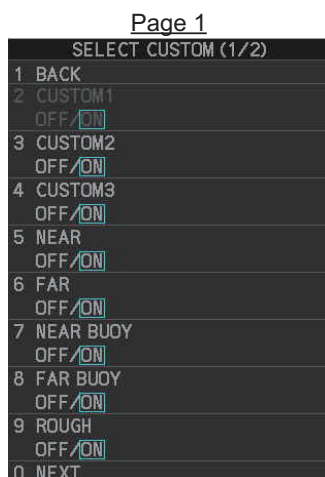 Page 1
SELECT CUSTOM (1/2)
1 BACK
2 CUSTOM1
OFF/ON
3 CUSTOM2
OFF/ON
4 CUSTOM3
OFF/ON
5 NEAR
OFF/ON
6 FAR
OFF/ON
7 NEAR BUOY
OFF/ON
8 FAR BUOY
OFF/ON
9 ROUGH
OFF/ON
0 NEXT